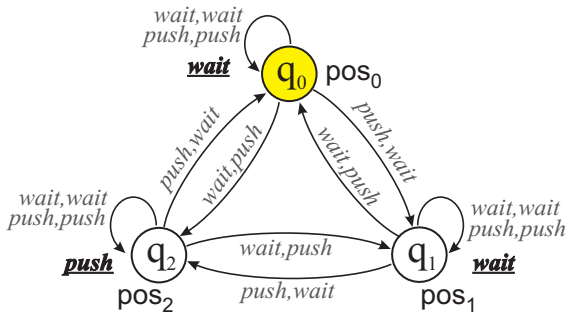 wait,wait
push,push
wait
q0
pos0
push,wait
wait,push
wait,push
push,wait
wait,wait
push,push
push
q2
pos2
wait,push
push,wait
q1
wait,wait
push,push
wait
pos1